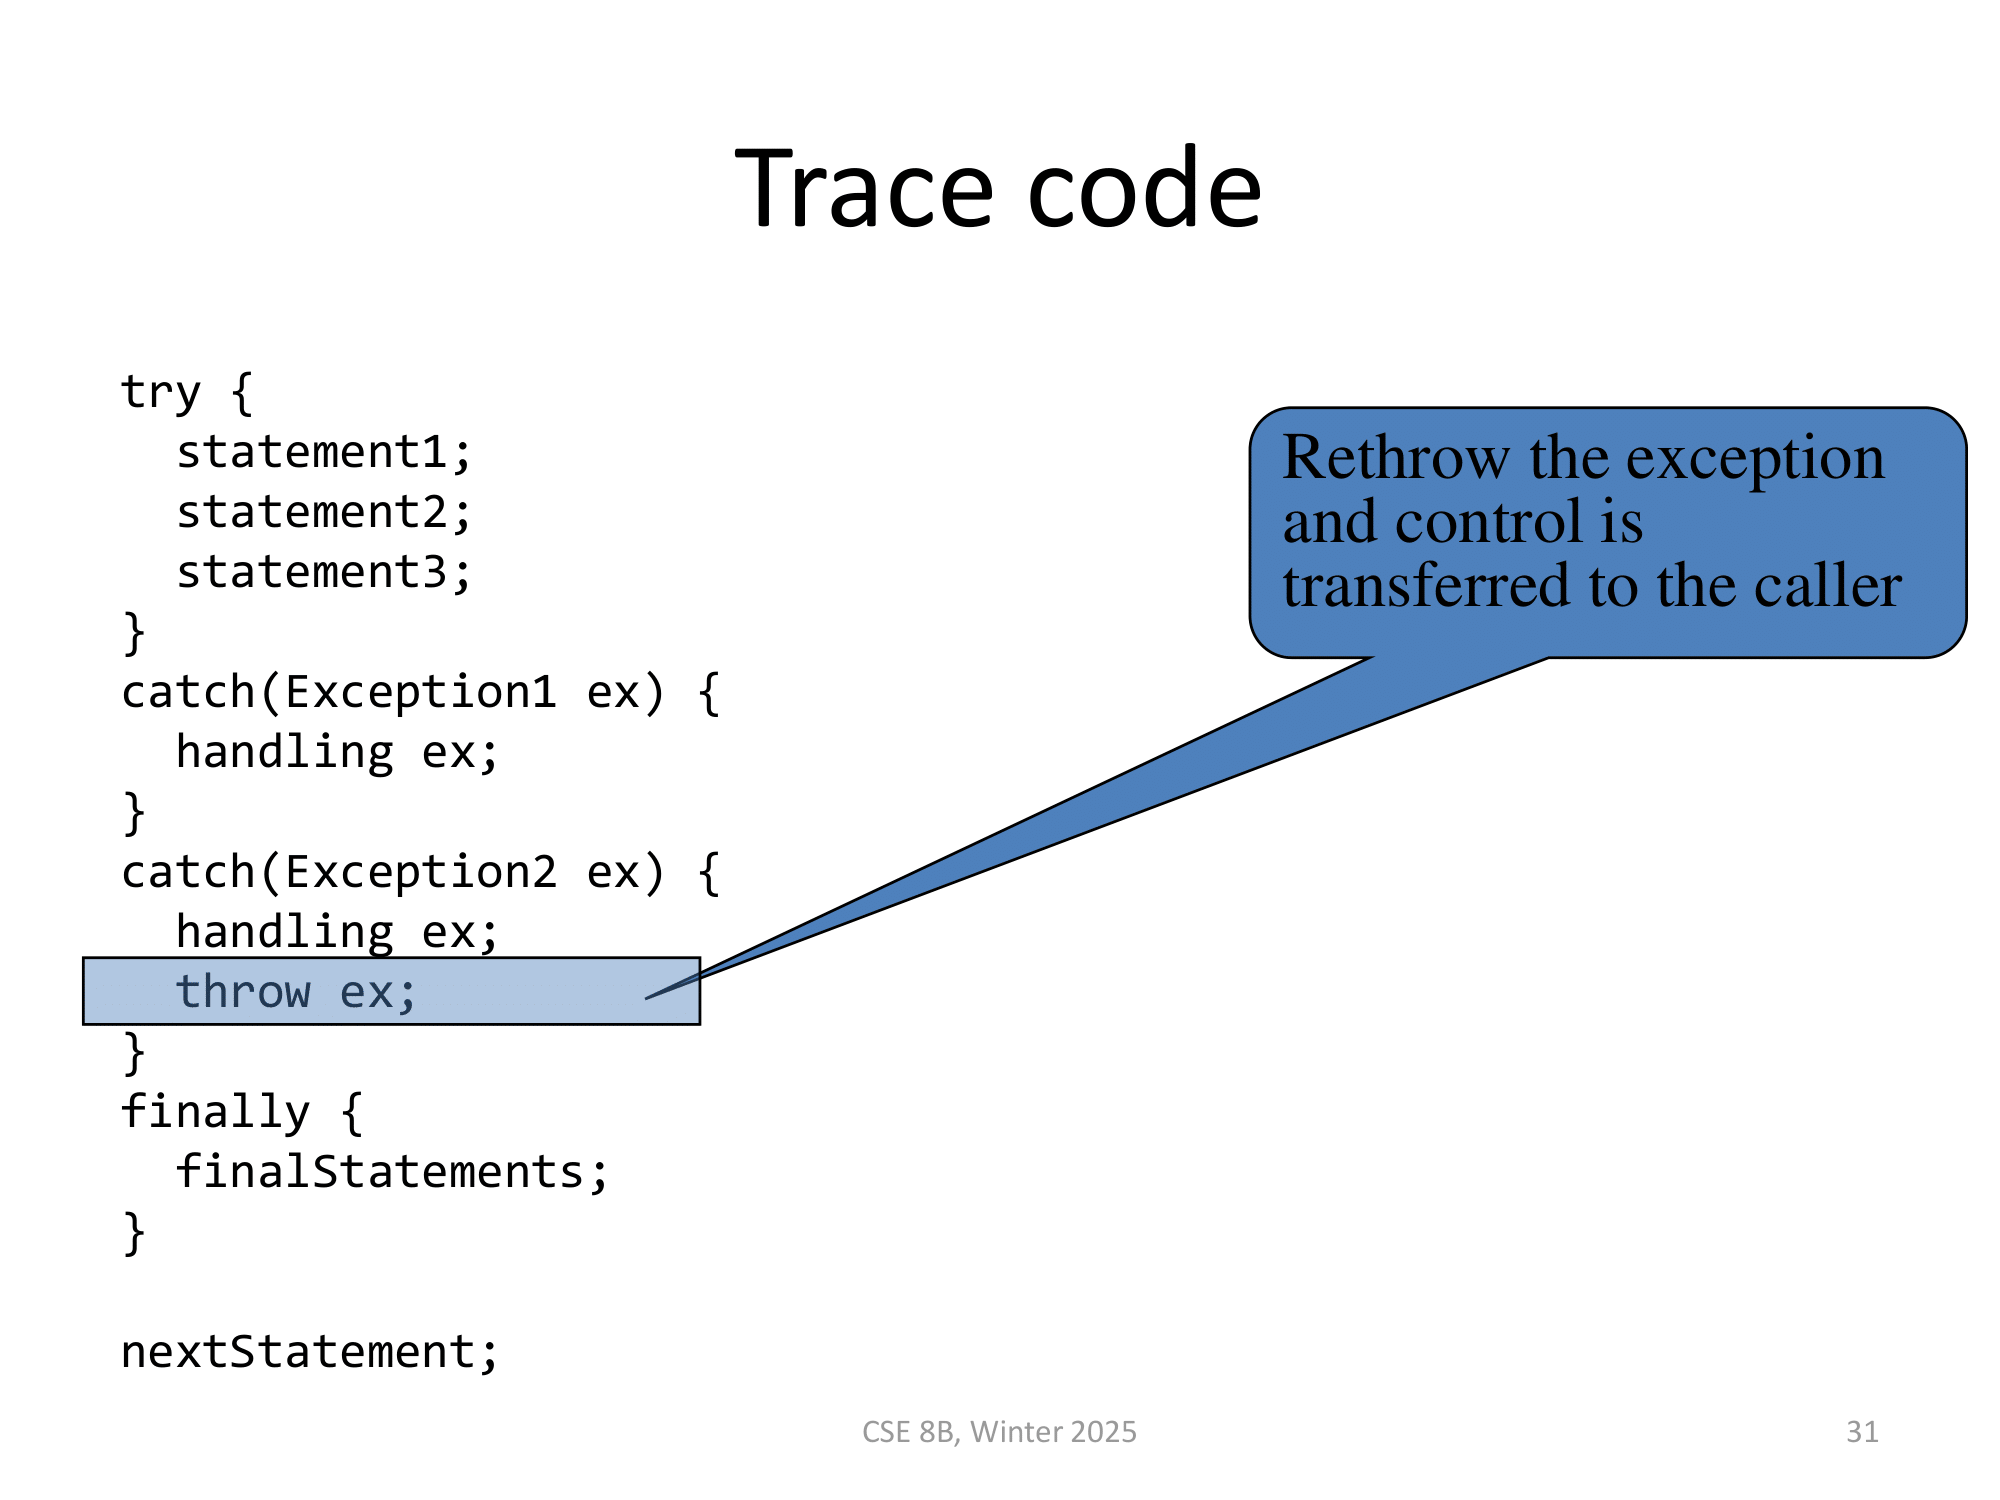 Trace code
try {
  statement1;
  statement2;
  statement3;
}
catch(Exception1 ex) {
  handling ex;
}
catch(Exception2 ex) {
  handling ex;
  throw ex;
}
finally {
  finalStatements;
}
nextStatement;
Rethrow the exception
and control is
transferred to the caller
CSE 8B, Winter 2025
31